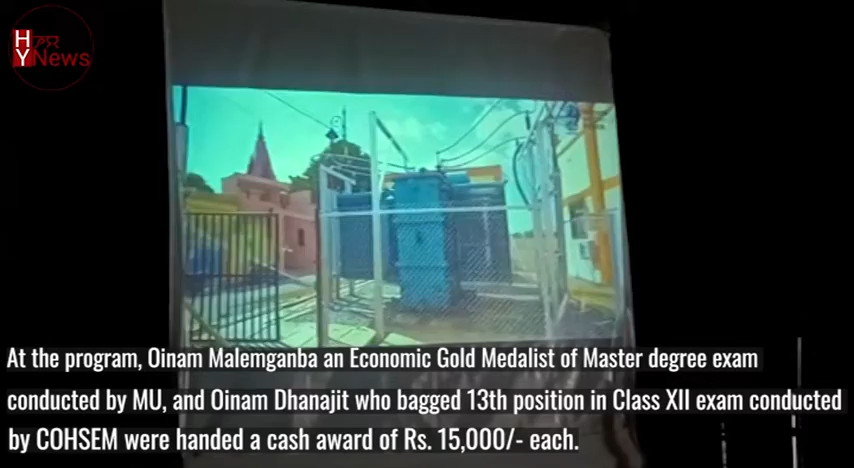 HY News
At the program, Oinam Malemganba an Economic Gold Medalist of Master degree exam
conducted by MU, and Oinam Dhanajit who bagged 13th position in Class XII exam conducted
by COHSEM were handed a cash award of Rs. 15,000/- each.